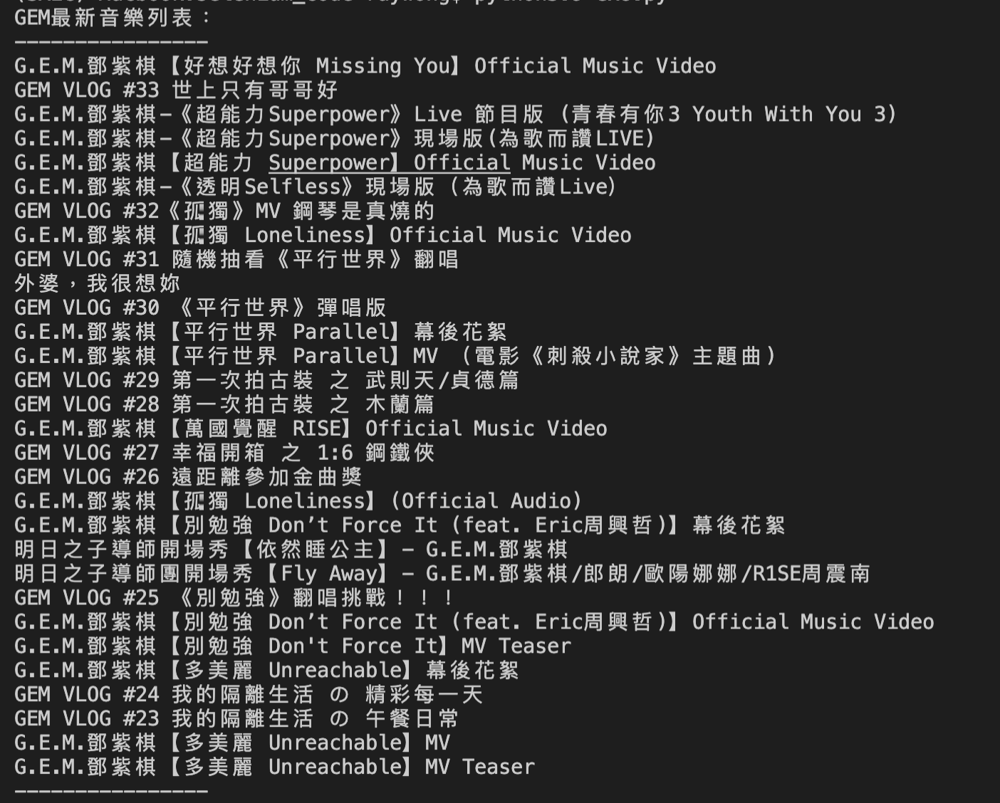 GEM最新音樂列表：
----------------
G.E.M.鄧紫棋【好想好想你 Missing You】Official Music Video
GEM VLOG #33 世上只有哥哥好
G.E.M.鄧紫棋–《超能力Superpower》Live 節目版 (青春有你3 Youth With You 3)
G.E.M.鄧紫棋–《超能力Superpower》現場版(為歌而讚LIVE)
G.E.M.鄧紫棋【超能力 Superpower】Official Music Video
G.E.M.鄧紫棋–《透明Selfless》現場版 (為歌而讚Live)
GEM VLOG #32《孤獨》MV 鋼琴是真燒的
G.E.M.鄧紫棋【孤獨 Loneliness】Official Music Video
GEM VLOG #31 隨機抽看《平行世界》翻唱
外婆，我很想妳
GEM VLOG #30 《平行世界》彈唱版
G.E.M.鄧紫棋【平行世界 Parallel】幕後花絮
G.E.M.鄧紫棋【平行世界 Parallel】MV （電影《刺殺小說家》主題曲)
GEM VLOG #29 第一次拍古裝 之 武則天/貞德篇
GEM VLOG #28 第一次拍古裝 之 木蘭篇
G.E.M.鄧紫棋【萬國覺醒 RISE】Official Music Video
GEM VLOG #27 幸福開箱 之 1:6 鋼鐵俠
GEM VLOG #26 遠距離參加金曲獎
G.E.M.鄧紫棋【孤獨 Loneliness】(Official Audio)
G.E.M.鄧紫棋【別勉強 Don’t Force It (feat. Eric周興哲)】幕後花絮
明日之子導師開場秀【依然睡公主】– G.E.M.鄧紫棋
明日之子導師團開場秀【Fly Away】– G.E.M.鄧紫棋/郎朗/歐陽娜娜/R1SE周震南
GEM VLOG #25 《別勉強》翻唱挑戰！！！
G.E.M.鄧紫棋【別勉強 Don’t Force It (feat. Eric周興哲)】Official Music Video
G.E.M.鄧紫棋【別勉強 Don't Force It】MV Teaser
G.E.M.鄧紫棋【多美麗 Unreachable】幕後花絮
GEM VLOG #24 我的隔離生活 の 精彩每一天
GEM VLOG #23 我的隔離生活 の 午餐日常
G.E.M.鄧紫棋【多美麗 Unreachable】MV
G.E.M.鄧紫棋【多美麗 Unreachable】MV Teaser
----------------